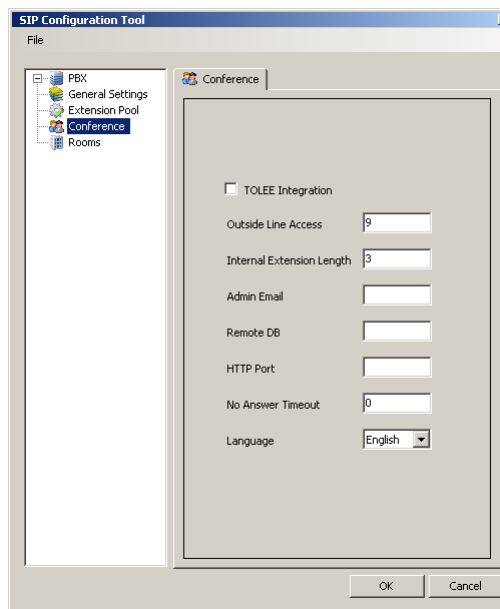 SIP Configuration Tool
File
PBX
General Settings
Extension Pool
Conference
Rooms
Conference
TOLEE Integration
Outside Line Access 9
Internal Extension Length 3
Admin Email
Remote DB
HTTP Port
No Answer Timeout 0
Language English
OK Cancel